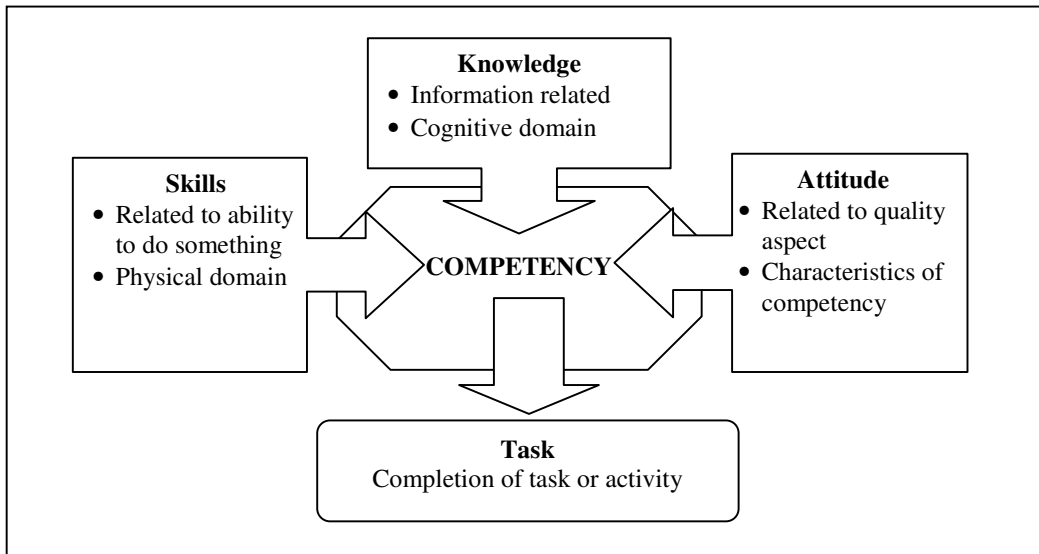 Knowledge
• Information related
• Cognitive domain
Skills
• Related to ability
to do something
• Physical domain
Attitude
• Related to quality
aspect
• Characteristics of
competency
COMPETENCY
Task
Completion of task or activity